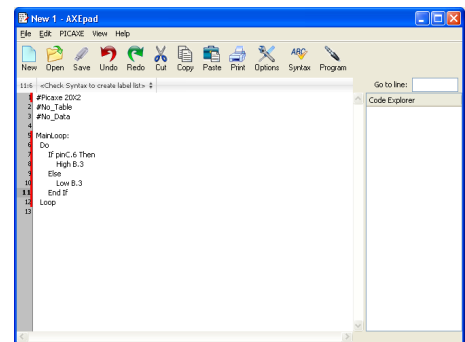 New 1 - AXEpad
File Edit PICAXE View Help
New Open Save Undo Redo Cut Copy Paste Print Options Syntax Program
11:6 «Check Syntax to create label list» Go to line:
Code Explorer
1 #Picaxe 20X2
2 #No_Table
3 #No_Data
4
5 MainLoop:
6 Do
7 If pinC.6 Then
8 High B.3
9 Else
10 Low B.3
11 End If
12 Loop
13